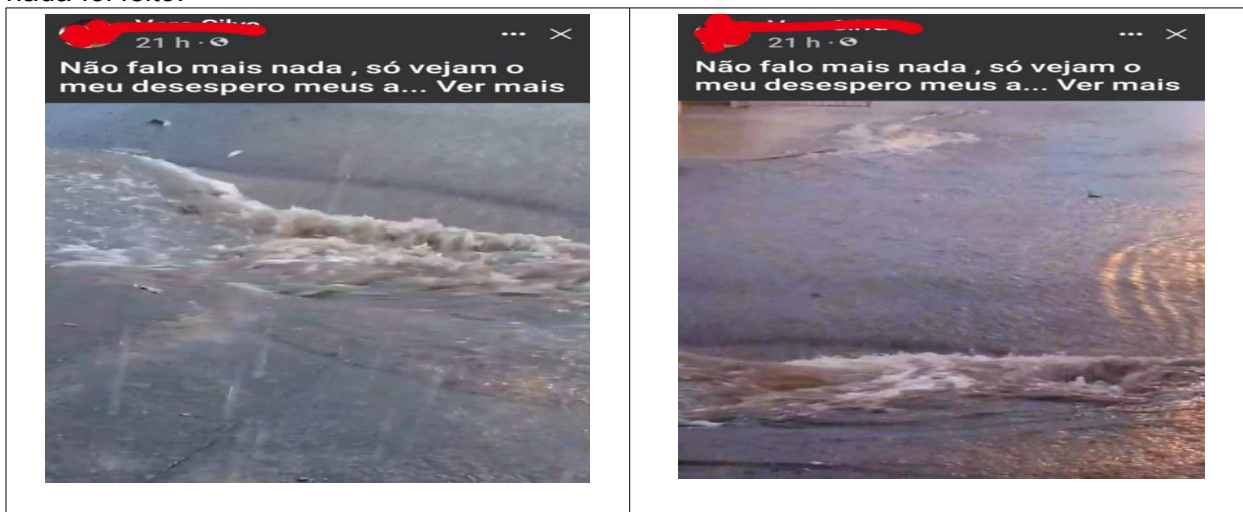 nada foi feito.
21 h ·
Não falo mais nada , só vejam o
meu desespero meus a... Ver mais
21 h ·
Não falo mais nada , só vejam o
meu desespero meus a... Ver mais